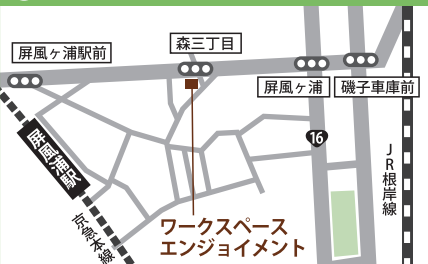 屏風ヶ浦駅前
森三丁目
屏風ヶ浦
磯子車庫前
屏風浦駅
16
JR根岸線
京急本線
ワークスペース
エンジョイメント